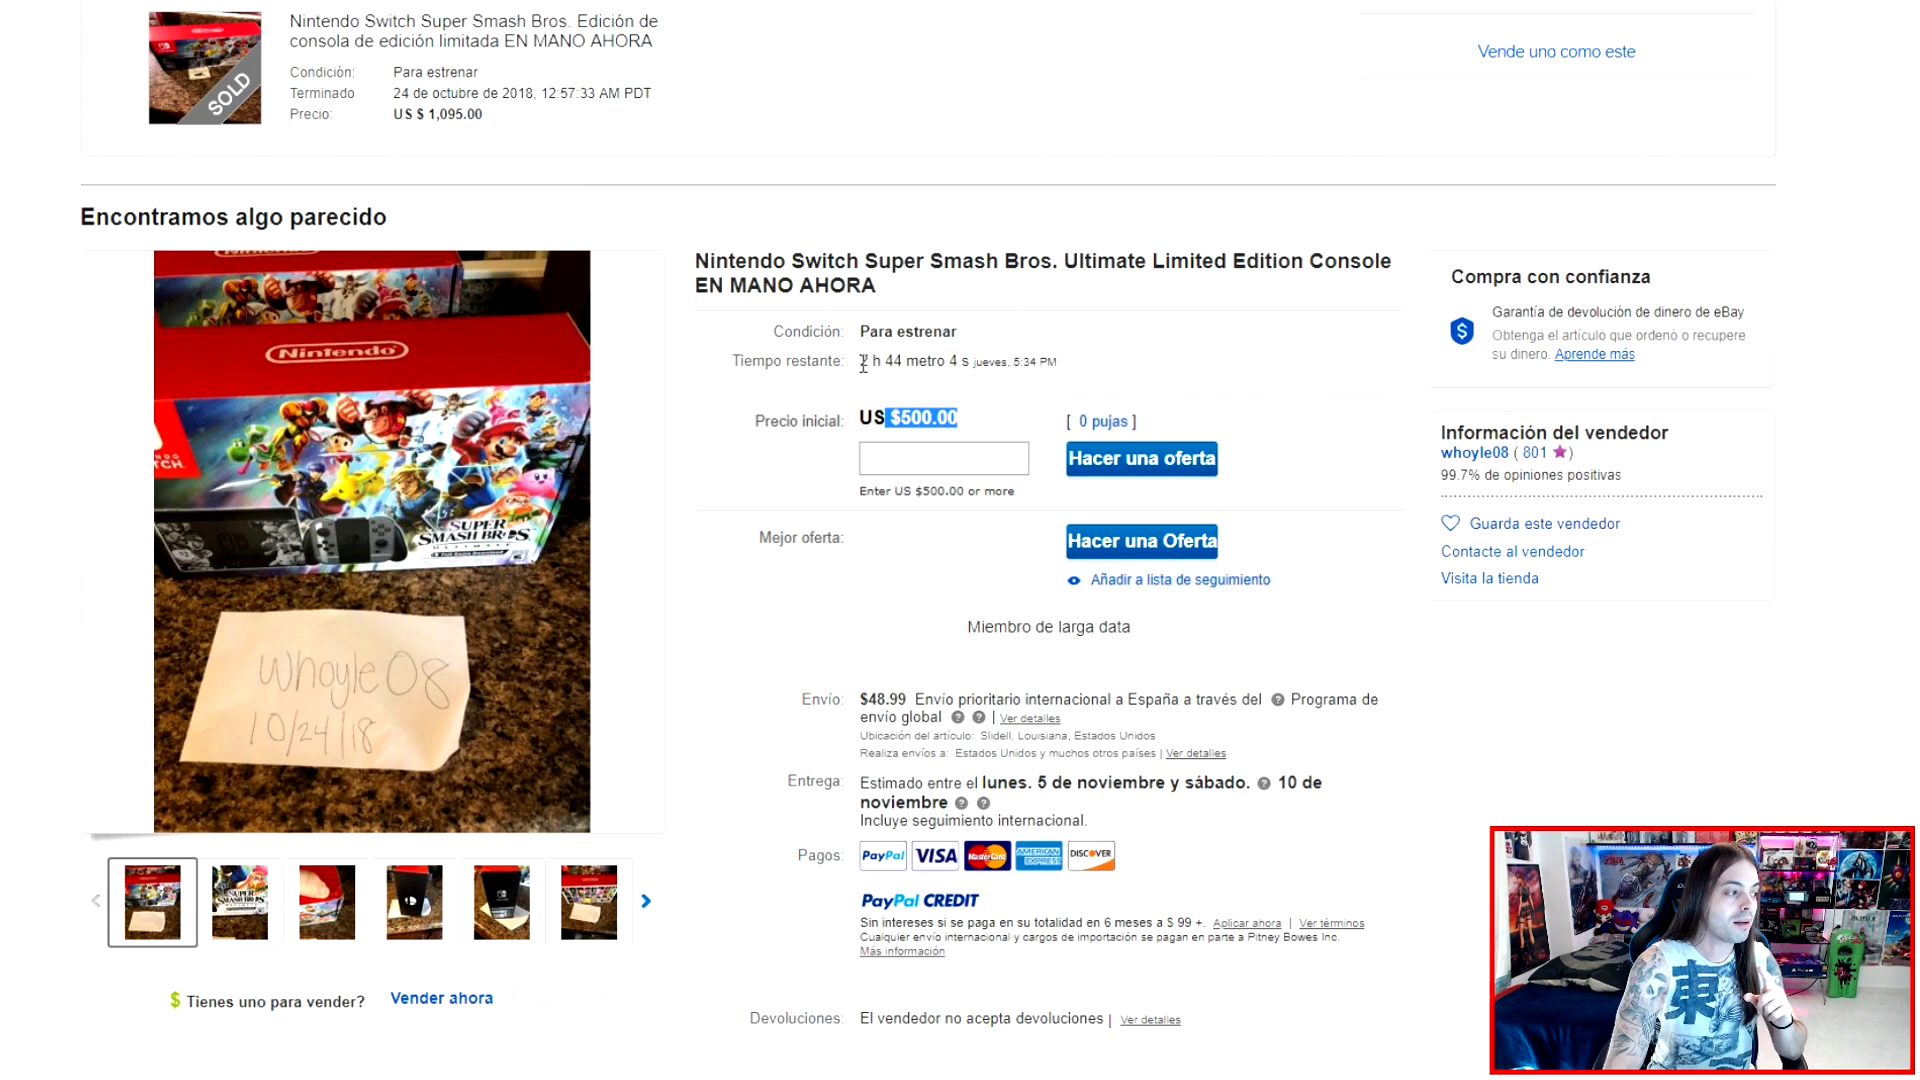 Nintendo Switch Super Smash Bros. Edición de
consola de edición limitada EN MANO AHORA
Condición: Para estrenar
Terminado 24 de octubre de 2018, 12:57:33 AM PDT
Precio: US $ 1,095.00
SOLD
Vende uno como este
Encontramos algo parecido
Nintendo
SUPER
SMASH BROS
ULTIMATE
whoyle08
10/24/18
Nintendo Switch Super Smash Bros. Ultimate Limited Edition Console
EN MANO AHORA
Condición: Para estrenar
Tiempo restante: h 44 metro 4 s jueves, 5:34 PM
Precio inicial: US $500.00 [ 0 pujas ]
Hacer una oferta
Enter US $500.00 or more
Mejor oferta:
Hacer una Oferta
Añadir a lista de seguimiento
Miembro de larga data
Envío: $48.99 Envío prioritario internacional a España a través del Programa de
envío global | Ver detalles
Ubicación del artículo: Slidell, Louisiana, Estados Unidos
Realiza envíos a: Estados Unidos y muchos otros países | Ver detalles
Entrega: Estimado entre el lunes. 5 de noviembre y sábado. 10 de
noviembre
Incluye seguimiento internacional.
Pagos: PayPal VISA MasterCard AMERICAN EXPRESS DISCOVER
PayPal CREDIT
Sin intereses si se paga en su totalidad en 6 meses a $ 99 +. Aplicar ahora | Ver términos
Cualquier envío internacional y cargos de importación se pagan en parte a Pitney Bowes Inc.
Más información
Devoluciones: El vendedor no acepta devoluciones | Ver detalles
Compra con confianza
Garantía de devolución de dinero de eBay
Obtenga el artículo que ordenó o recupere
su dinero. Aprende más
Información del vendedor
whoyle08 ( 801 )
99.7% de opiniones positivas
Guarda este vendedor
Contacte al vendedor
Visita la tienda
$ Tienes uno para vender? Vender ahora
東